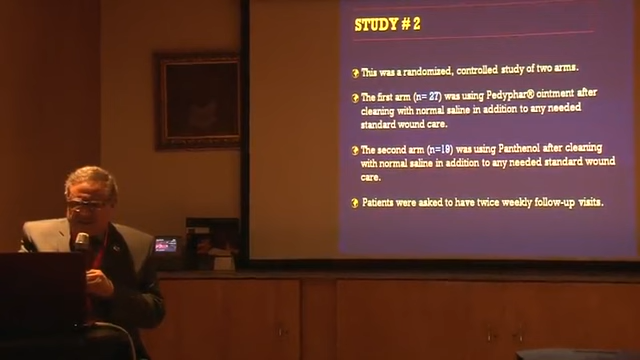 STUDY # 2
This was a randomized, controlled study of two arms.
The first arm (n= 27) was using Pedyphar® ointment after
cleaning with normal saline in addition to any needed
standard wound care.
The second arm (n=19) was using Panthenol after cleaning
with normal saline in addition to any needed standard wound
care.
Patients were asked to have twice weekly follow-up visits.